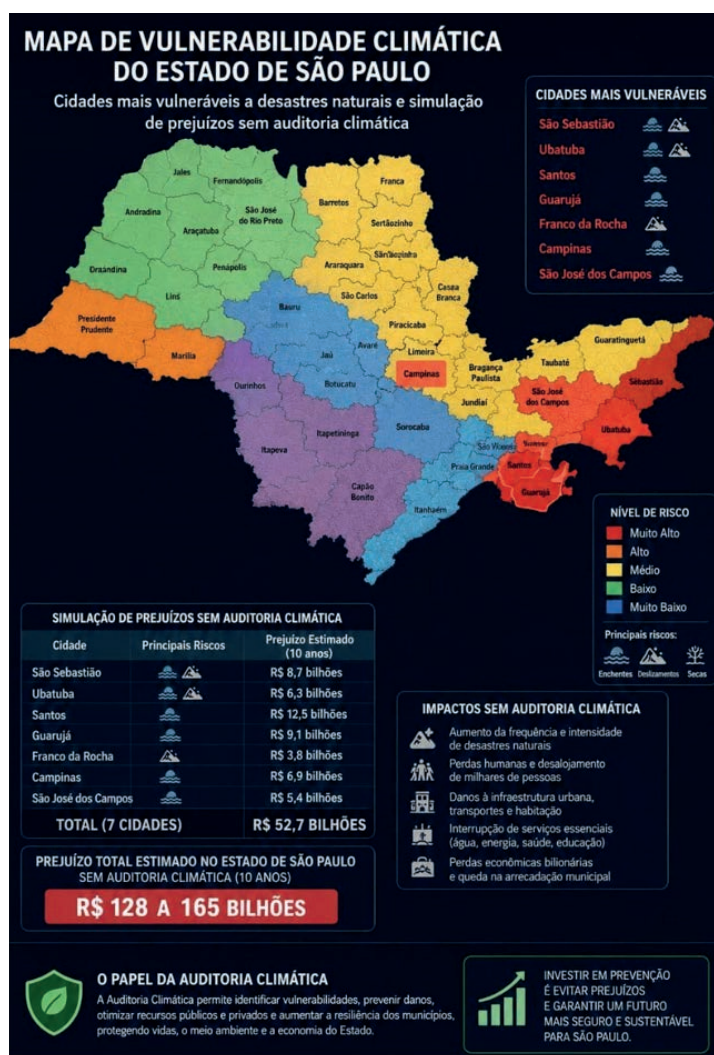 MAPA DE VULNERABILIDADE CLIMÁTICA
DO ESTADO DE SÃO PAULO
Cidades mais vulneráveis a desastres naturais e simulação
de prejuízos sem auditoria climática
CIDADES MAIS VULNERÁVEIS
São Sebastião
Ubatuba
Santos
Guarujá
Franco da Rocha
Campinas
São José dos Campos
Jales
Fernandópolis
Andradina
Araçatuba
São José
do Rio Preto
Penápolis
Lins
Barretos
Franca
Sertãozinho
Araraquara
São Carlos
Casaa
Branca
Piracicaba
Limeira
Campinas
Bragança
Paulista
Jundiaí
Taubaté
Guaratinguetá
São José
dos Campos
Sebastião
Ubatuba
Presidente
Prudente
Marília
Bauru
Avaré
Jaú
Botucatu
Ourinhos
Itapetininga
Itapeva
Capão
Bonito
Sorocaba
Praia Grande
Itanhaém
Santos
Guarujá
NÍVEL DE RISCO
Muito Alto
Alto
Médio
Baixo
Muito Baixo
Principais riscos:
Enchentes Deslizamentos Secas
SIMULAÇÃO DE PREJUÍZOS SEM AUDITORIA CLIMÁTICA
Cidade Principais Riscos Prejuízo Estimado
(10 anos)
São Sebastião R$ 8,7 bilhões
Ubatuba R$ 6,3 bilhões
Santos R$ 12,5 bilhões
Guarujá R$ 9,1 bilhões
Franco da Rocha R$ 3,8 bilhões
Campinas R$ 6,9 bilhões
São José dos Campos R$ 5,4 bilhões
TOTAL (7 CIDADES) R$ 52,7 BILHÕES
PREJUÍZO TOTAL ESTIMADO NO ESTADO DE SÃO PAULO
SEM AUDITORIA CLIMÁTICA (10 ANOS)
R$ 128 A 165 BILHÕES
IMPACTOS SEM AUDITORIA CLIMÁTICA
Aumento da frequência e intensidade
de desastres naturais
Perdas humanas e desalojamento
de milhares de pessoas
Danos à infraestrutura urbana,
transportes e habitação
Interrupção de serviços essenciais
(água, energia, saúde, educação)
Perdas econômicas bilionárias
e queda na arrecadação municipal
O PAPEL DA AUDITORIA CLIMÁTICA
A Auditoria Climática permite identificar vulnerabilidades, prevenir danos,
otimizar recursos públicos e privados e aumentar a resiliência dos municípios,
protegendo vidas, o meio ambiente e a economia do Estado.
INVESTIR EM PREVENÇÃO
É EVITAR PREJUÍZOS
E GARANTIR UM FUTURO
MAIS SEGURO E SUSTENTÁVEL
PARA SÃO PAULO.